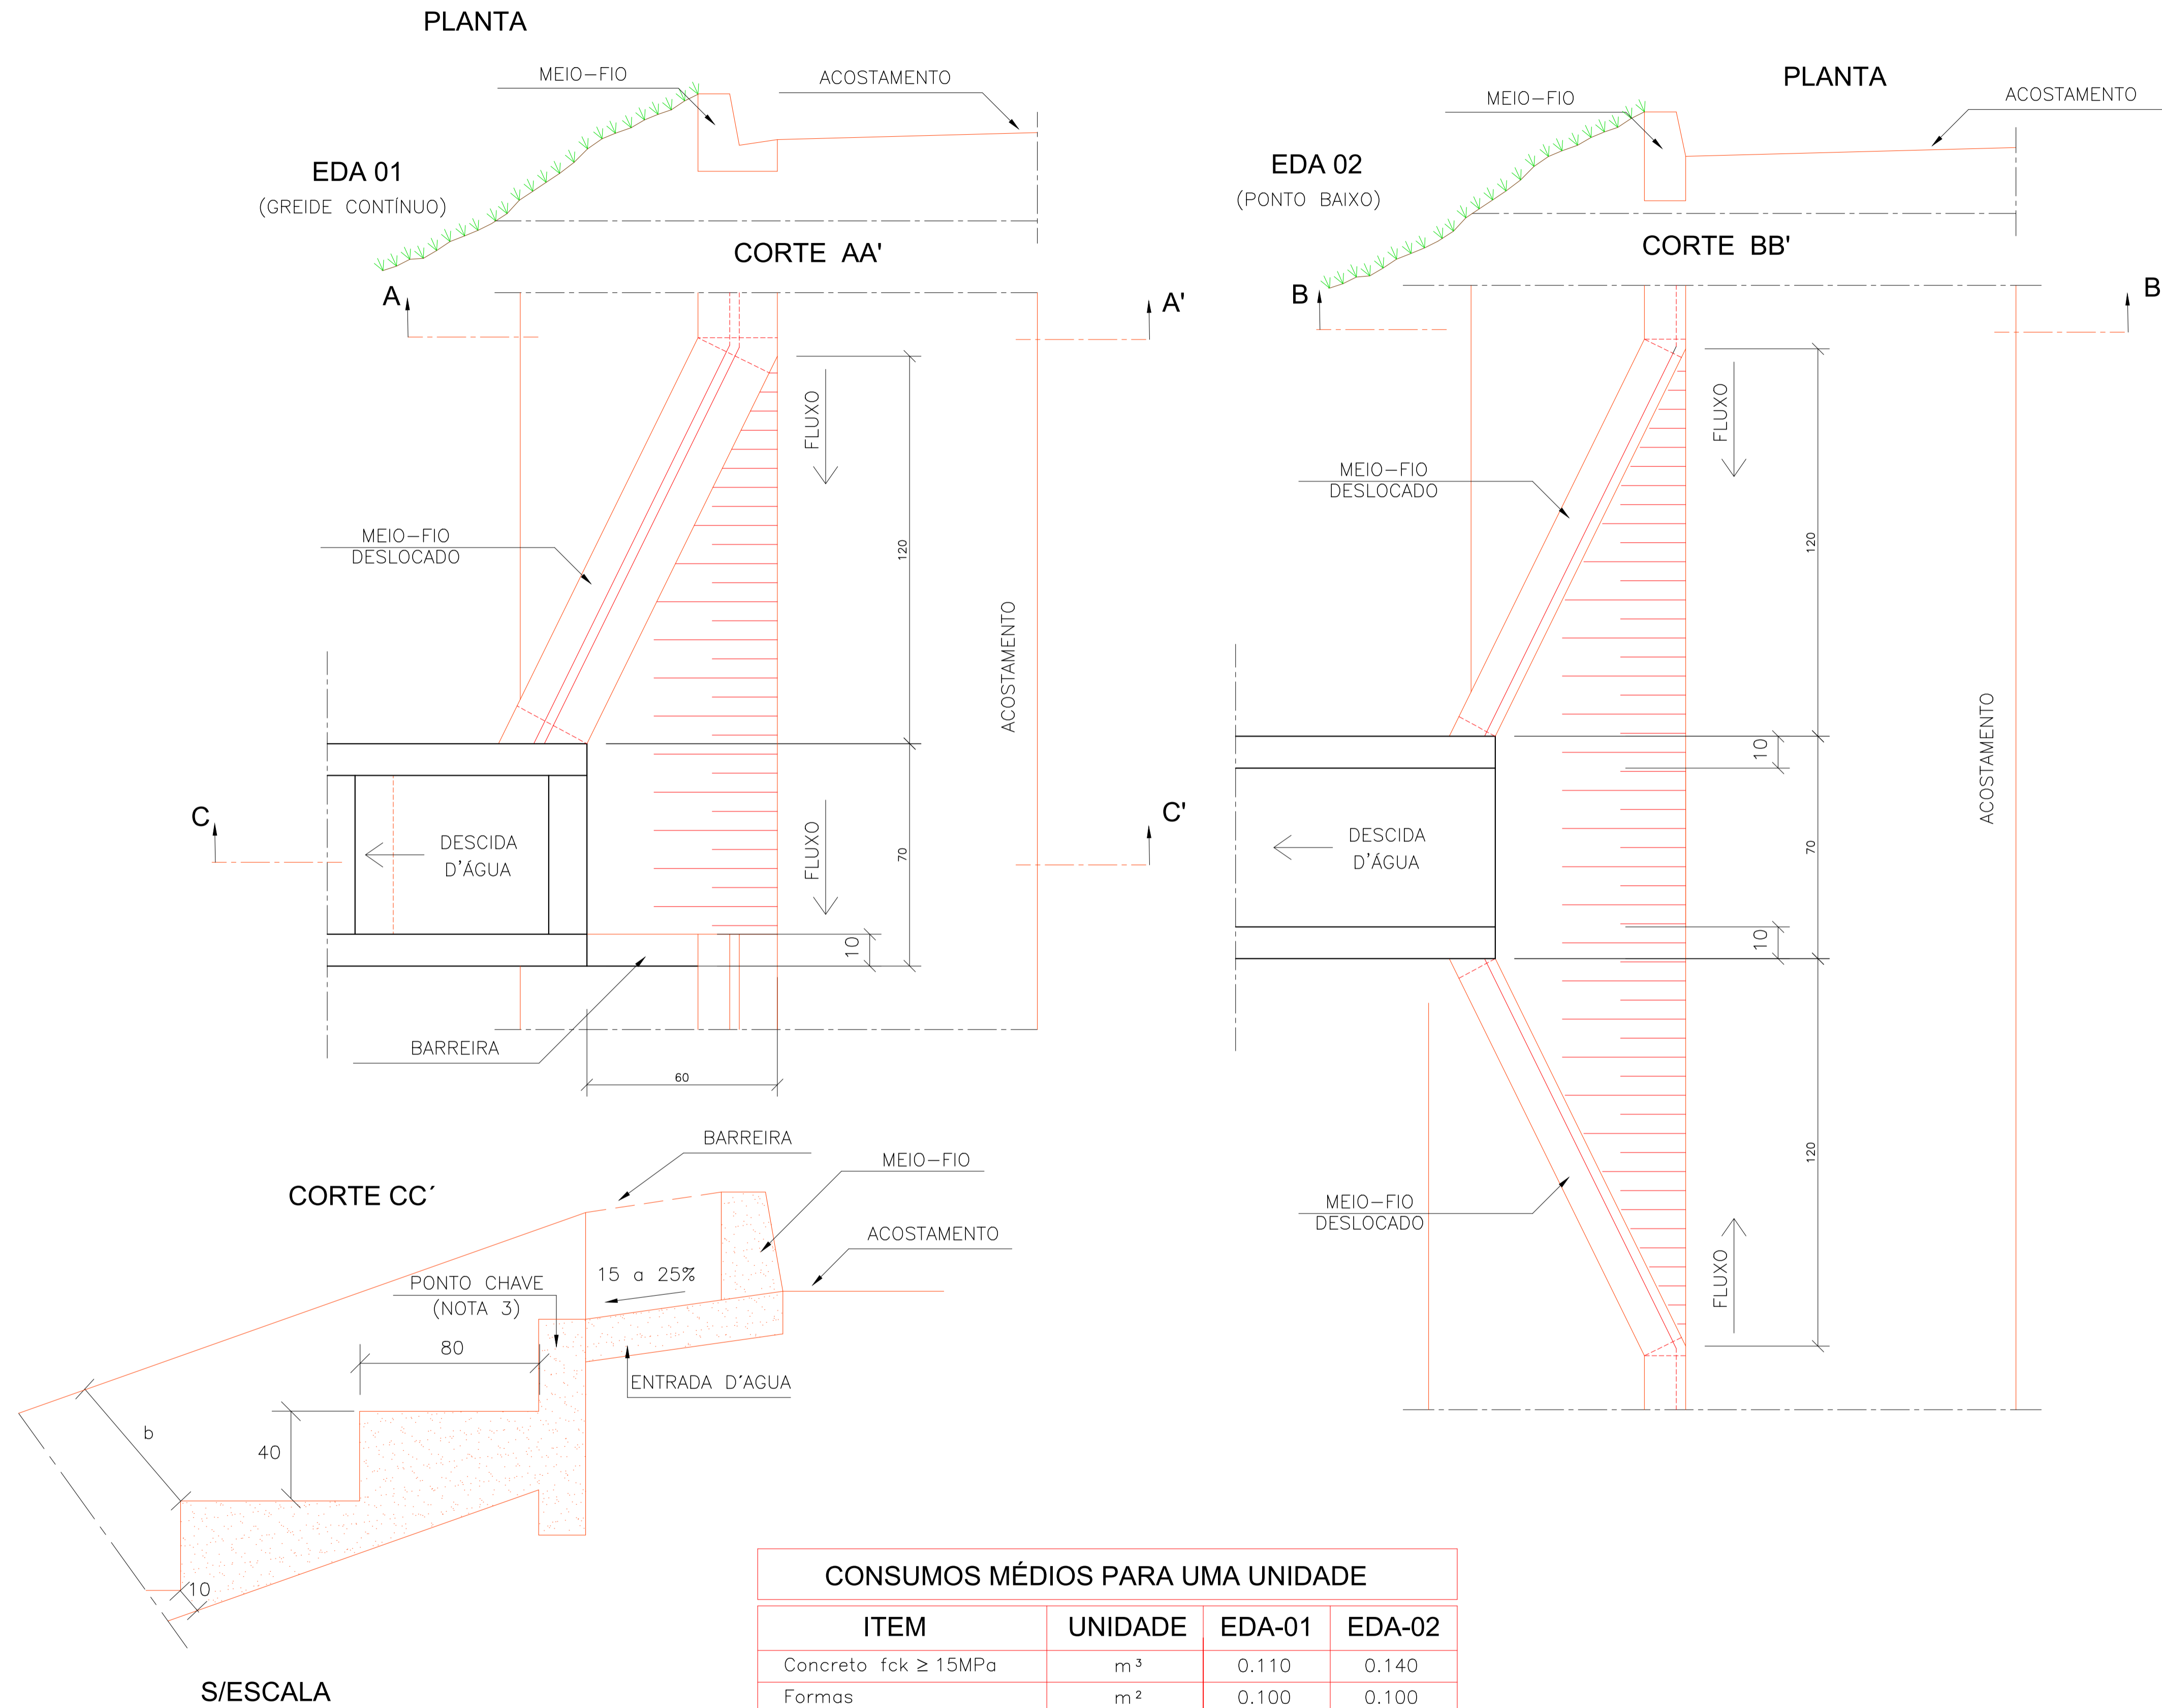 PLANTA
MEIO-FIO
ACOSTAMENTO
EDA 01
(GREIDE CONTÍNUO)
CORTE AA'
A
A'
FLUXO
MEIO-FIO
DESLOCADO
120
ACOSTAMENTO
C
C'
DESCIDA
D'ÁGUA
FLUXO
70
10
BARREIRA
60
PLANTA
MEIO-FIO
ACOSTAMENTO
EDA 02
(PONTO BAIXO)
CORTE BB'
B
B
FLUXO
MEIO-FIO
DESLOCADO
120
10
ACOSTAMENTO
DESCIDA
D'ÁGUA
70
10
120
MEIO-FIO
DESLOCADO
FLUXO
BARREIRA
MEIO-FIO
CORTE CC´
ACOSTAMENTO
15 a 25%
PONTO CHAVE
(NOTA 3)
80
ENTRADA D´AGUA
b
40
10
S/ESCALA
CONSUMOS MÉDIOS PARA UMA UNIDADE
ITEM UNIDADE EDA-01 EDA-02
Concreto fck ≥ 15MPa m³ 0.110 0.140
Formas m² 0.100 0.100